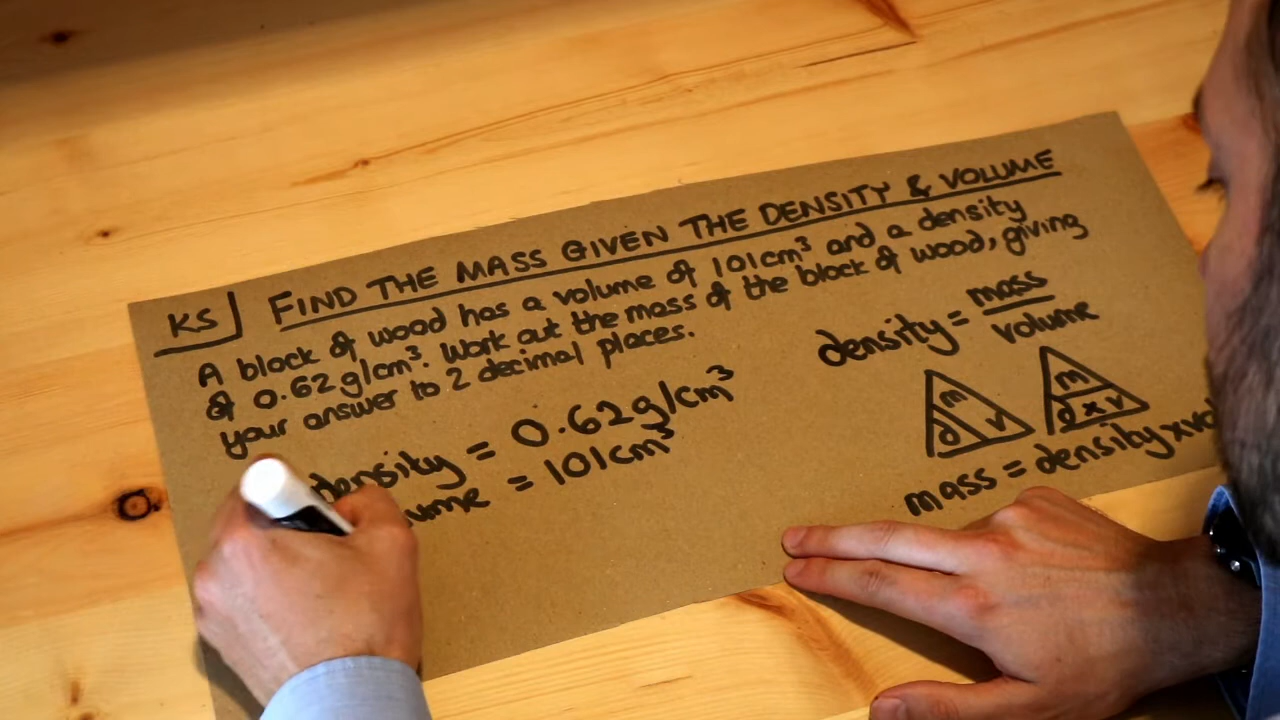 KS FIND THE MASS GIVEN THE DENSITY & VOLUME
A block of wood has a volume of 101cm³ and a density
of 0.62g/cm³. Work out the mass of the block of wood, giving
your answer to 2 decimal places.
density = mass
volume
density = 0.62g/cm³
= 101cm³
m
d v
m
d x v
mass = density x